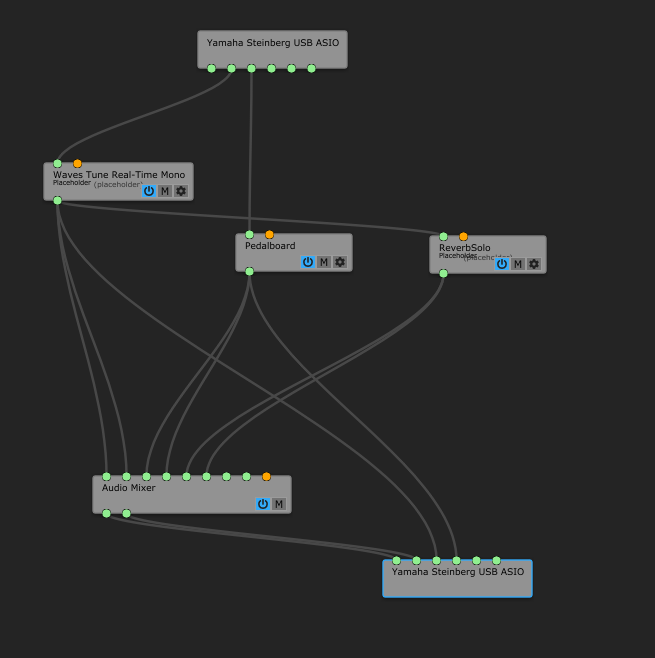 Yamaha Steinberg USB ASIO
Waves Tune Real-Time Mono
Placeholder (placeholder)
M
Pedalboard
M
ReverbSolo
Placeholder (placeholder)
M
Audio Mixer
M
Yamaha Steinberg USB ASIO